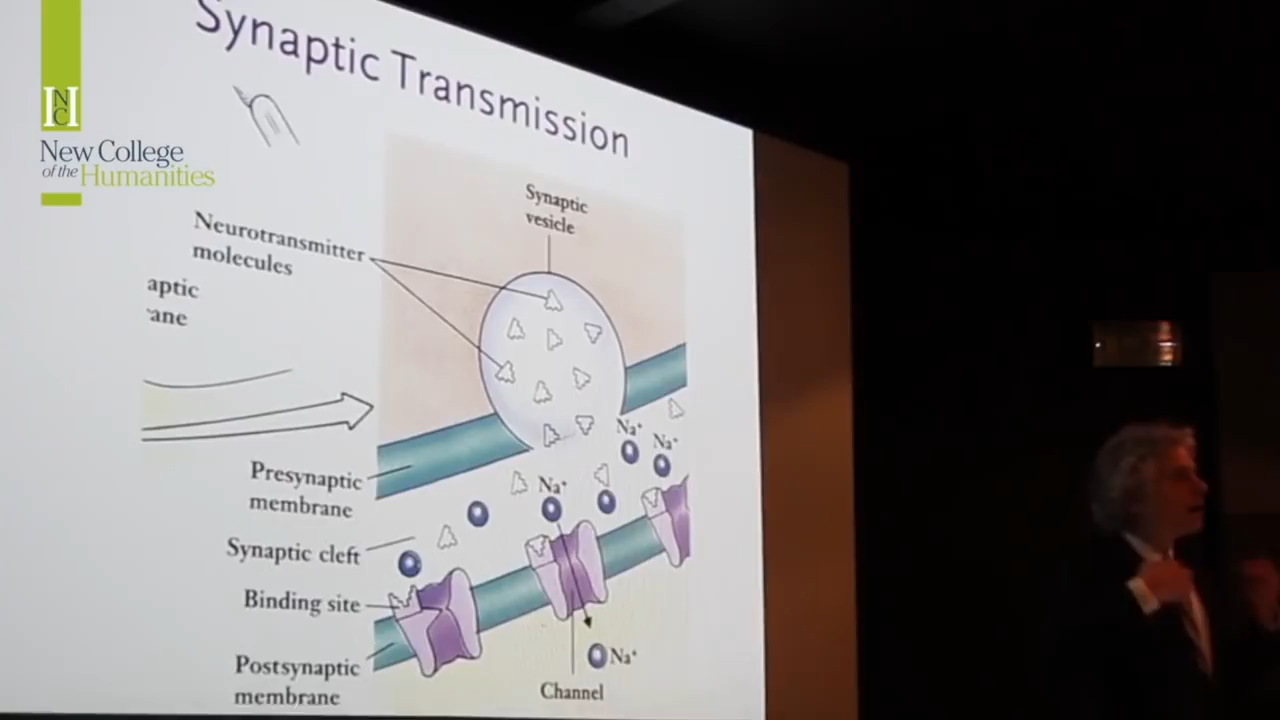 Synaptic Transmission
NCH
New College
of the Humanities
Synaptic
vesicle
Neurotransmitter
molecules
aptic
ane
Na⁺
Na⁺
Presynaptic
membrane
Na⁺
Synaptic cleft
Binding site
Na⁺
Postsynaptic
membrane
Channel